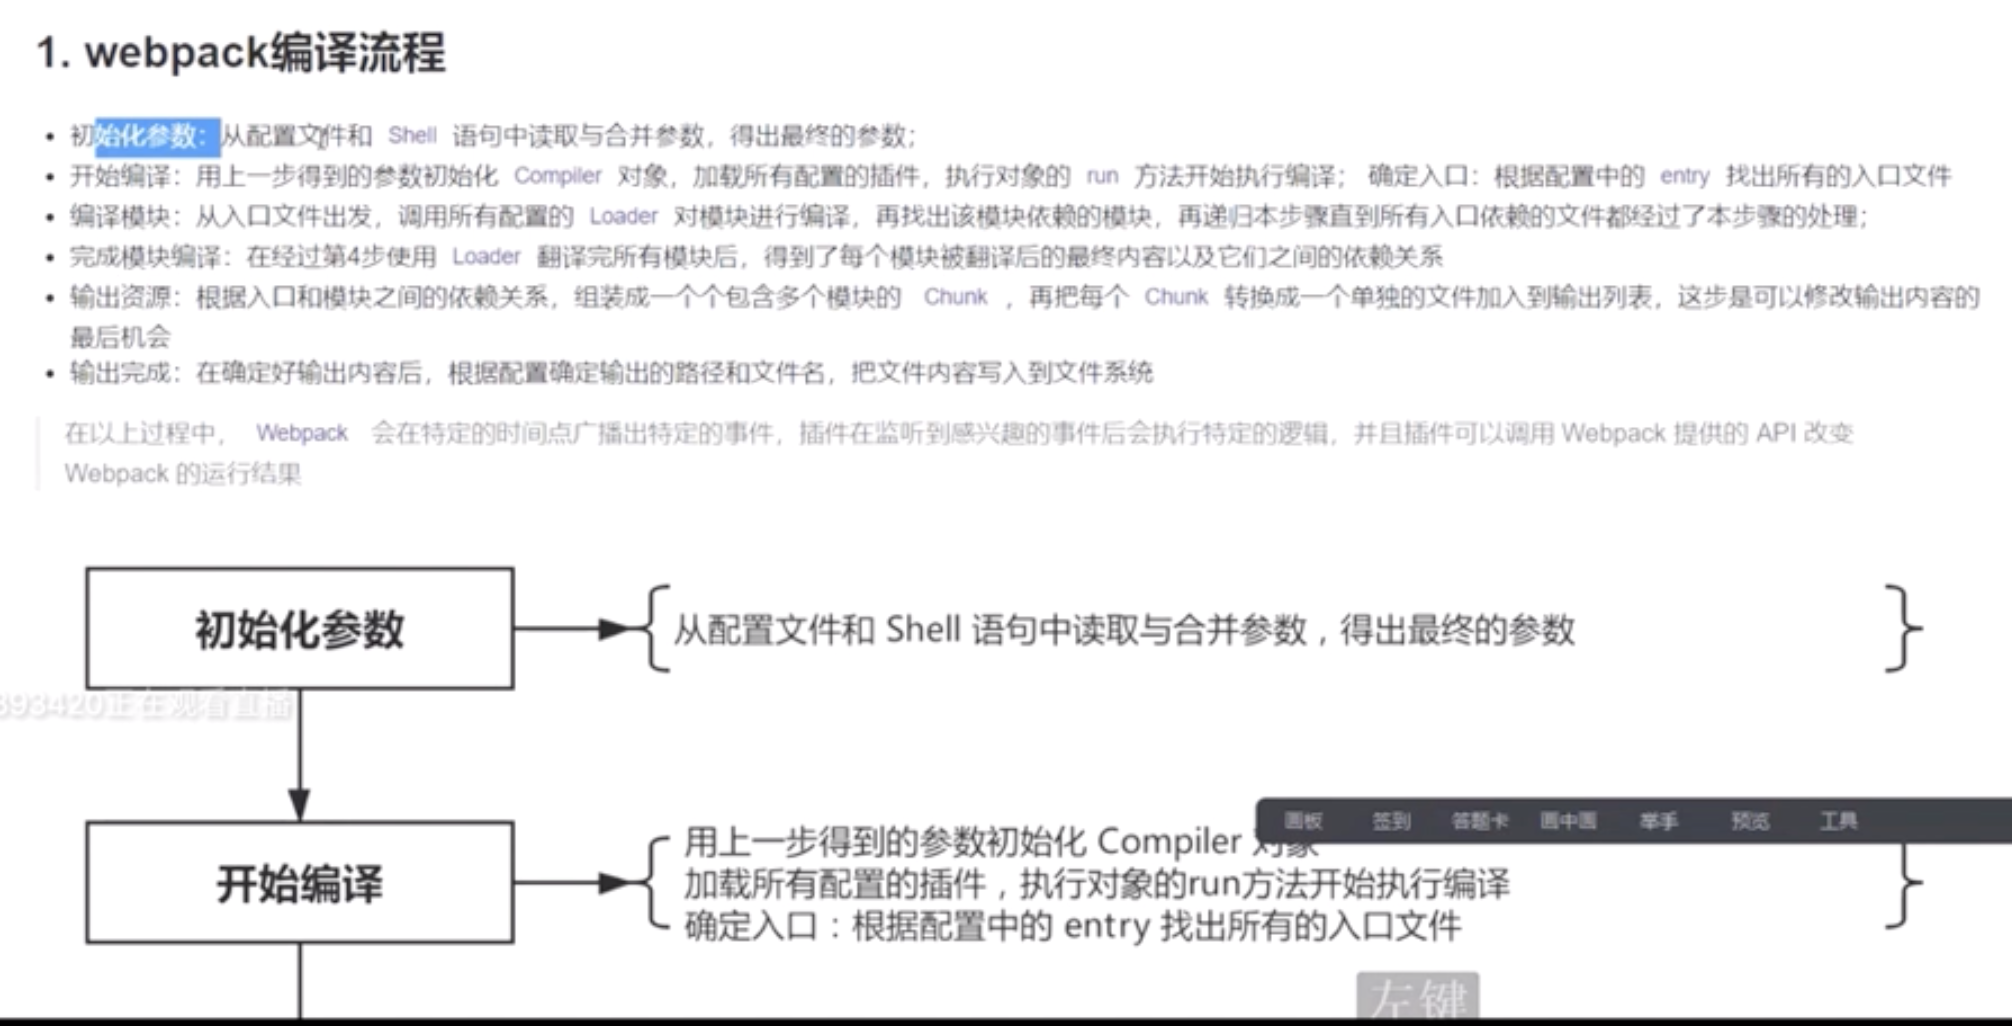 1. webpack编译流程
初始化参数：从配置文件和 Shell 语句中读取与合并参数，得出最终的参数；
开始编译：用上一步得到的参数初始化 Compiler 对象，加载所有配置的插件，执行对象的 run 方法开始执行编译； 确定入口：根据配置中的 entry 找出所有的入口文件
编译模块：从入口文件出发，调用所有配置的 Loader 对模块进行编译，再找出该模块依赖的模块，再递归本步骤直到所有入口依赖的文件都经过了本步骤的处理；
完成模块编译：在经过第4步使用 Loader 翻译完所有模块后，得到了每个模块被翻译后的最终内容以及它们之间的依赖关系
输出资源：根据入口和模块之间的依赖关系，组装成一个个包含多个模块的 Chunk ，再把每个 Chunk 转换成一个单独的文件加入到输出列表，这步是可以修改输出内容的
最后机会
输出完成：在确定好输出内容后，根据配置确定输出的路径和文件名，把文件内容写入到文件系统
在以上过程中， Webpack 会在特定的时间点广播出特定的事件，插件在监听到感兴趣的事件后会执行特定的逻辑，并且插件可以调用 Webpack 提供的 API 改变
Webpack 的运行结果
初始化参数
从配置文件和 Shell 语句中读取与合并参数，得出最终的参数
893420正在观看直播
画板 签到 答题卡 画中画 举手 预览 工具
开始编译
用上一步得到的参数初始化 Compiler 对象
加载所有配置的插件，执行对象的run方法开始执行编译
确定入口：根据配置中的 entry 找出所有的入口文件
左键